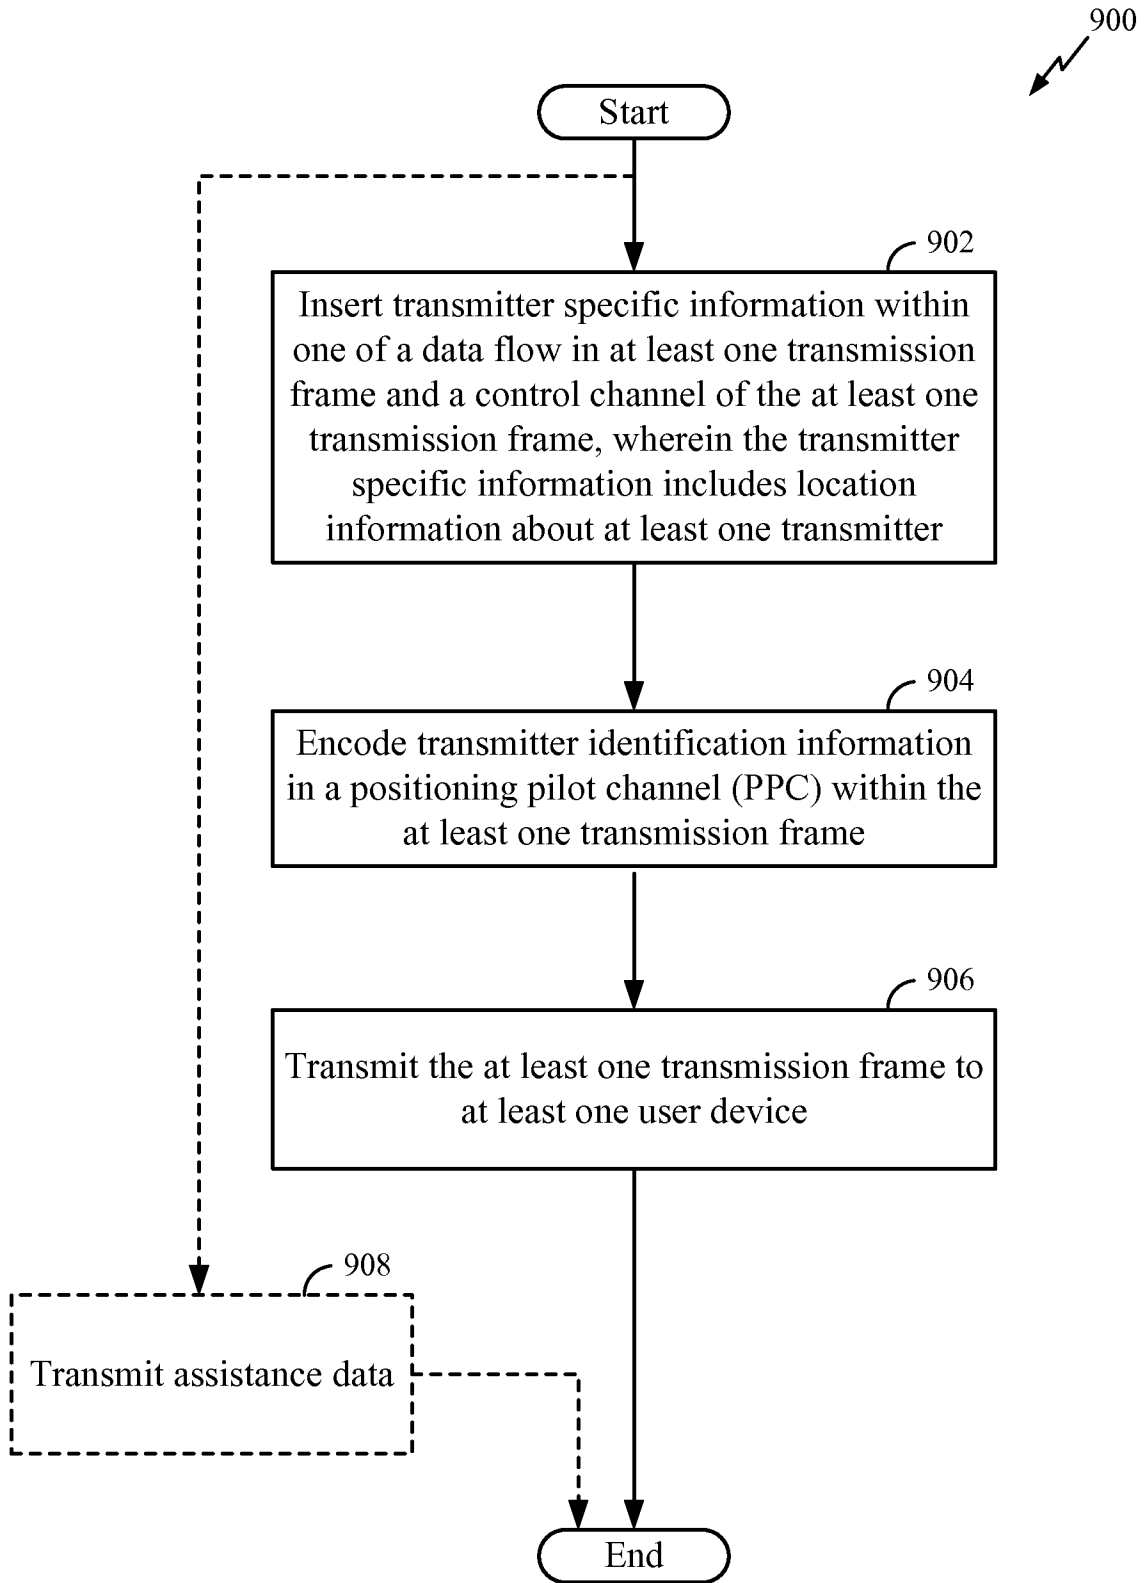 900
Start
902
Insert transmitter specific information within
one of a data flow in at least one transmission
frame and a control channel of the at least one
transmission frame, wherein the transmitter
specific information includes location
information about at least one transmitter
904
Encode transmitter identification information
in a positioning pilot channel (PPC) within the
at least one transmission frame
906
Transmit the at least one transmission frame to
at least one user device
908
Transmit assistance data
End